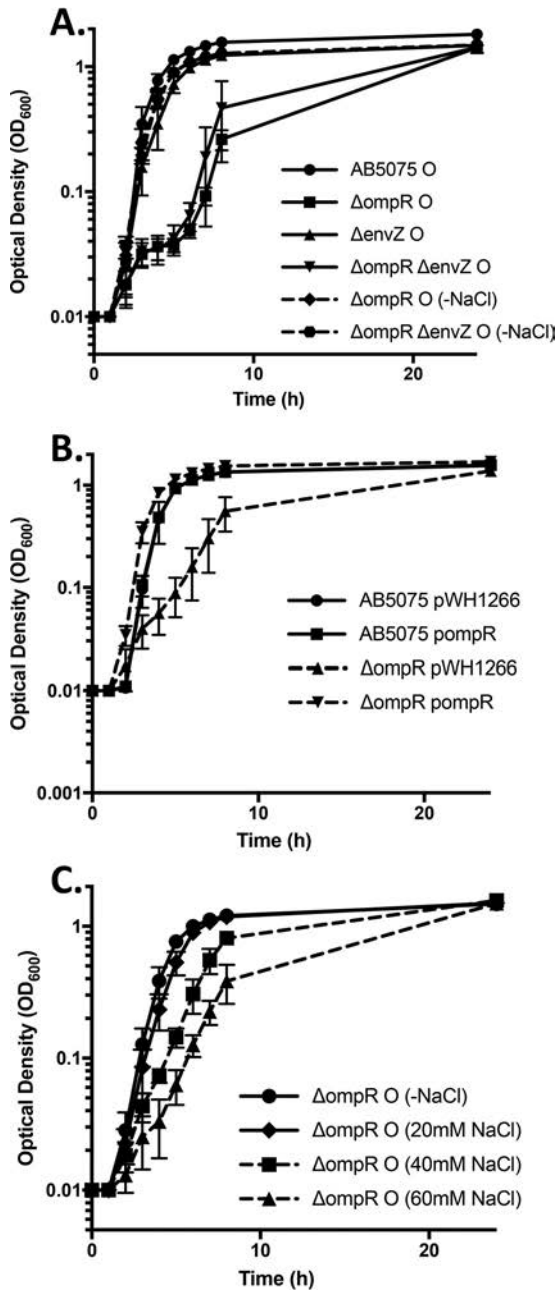 A.
Optical Density (OD600)
1
0.1
0.01
AB5075 O
ΔompR O
ΔenvZ O
ΔompR ΔenvZ O
ΔompR O (-NaCl)
ΔompR ΔenvZ O (-NaCl)
0 10 20
Time (h)
B.
Optical Density (OD600)
1
0.1
0.01
0.001
AB5075 pWH1266
AB5075 pompR
ΔompR pWH1266
ΔompR pompR
0 10 20
Time (h)
C.
Optical Density (OD600)
1
0.1
0.01
ΔompR O (-NaCl)
ΔompR O (20mM NaCl)
ΔompR O (40mM NaCl)
ΔompR O (60mM NaCl)
0 10 20
Time (h)